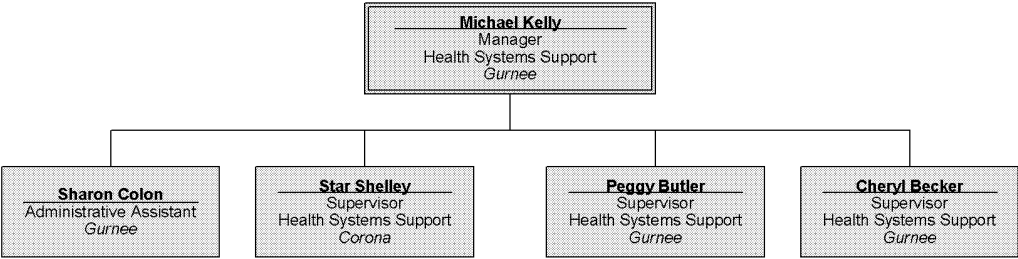 Michael Kelly
Manager
Health Systems Support
Gurnee
Sharon Colon
Administrative Assistant
Gurnee
Star Shelley
Supervisor
Health Systems Support
Corona
Peggy Butler
Supervisor
Health Systems Support
Gurnee
Cheryl Becker
Supervisor
Health Systems Support
Gurnee